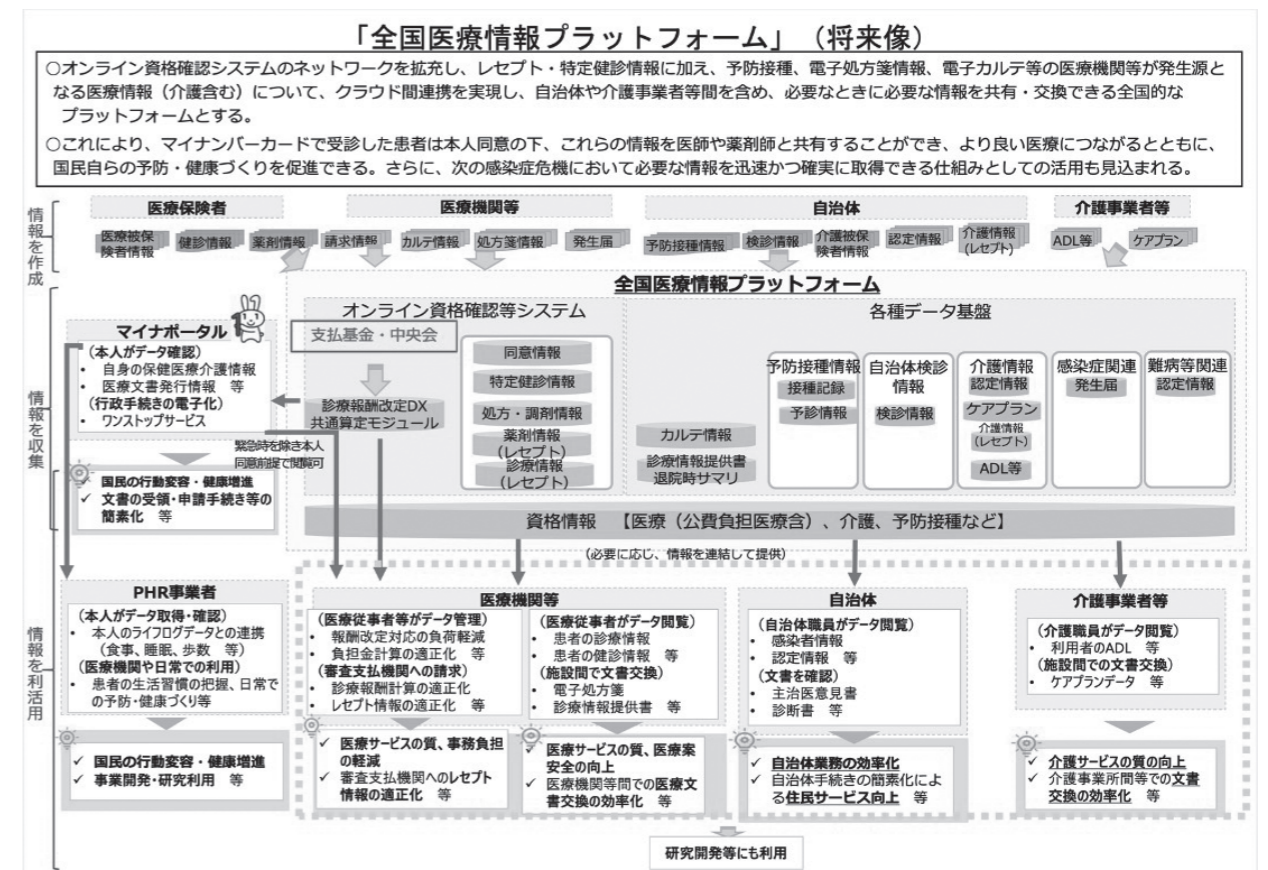 「全国医療情報プラットフォーム」（将来像）
○オンライン資格確認システムのネットワークを拡充し、レセプト・特定健診情報に加え、予防接種、電子処方箋情報、電子カルテ等の医療機関等が発生源と
なる医療情報（介護含む）について、クラウド間連携を実現し、自治体や介護事業者等間を含め、必要なときに必要な情報を共有・交換できる全国的な
プラットフォームとする。
○これにより、マイナンバーカードで受診した患者は本人同意の下、これらの情報を医師や薬剤師と共有することができ、より良い医療につながるとともに、
国民自らの予防・健康づくりを促進できる。さらに、次の感染症危機において必要な情報を迅速かつ確実に取得できる仕組みとしての活用も見込まれる。
情報を作成
医療保険者
医療被保
険者情報
健診情報
薬剤情報
医療機関等
請求情報
カルテ情報
処方箋情報
発生届
自治体
予防接種情報
検診情報
介護被保
険者情報
認定情報
介護情報
(レセプト)
介護事業者等
ADL等
ケアプラン
情報を収集
マイナポータル
（本人がデータ確認）
・ 自身の保健医療介護情報
・ 医療文書発行情報 等
（行政手続きの電子化）
・ ワンストップサービス
緊急時を除き本人
同意前提で閲覧可
✓ 国民の行動変容・健康増進
✓ 文書の受領・申請手続き等の
簡素化 等
全国医療情報プラットフォーム
オンライン資格確認等システム
支払基金・中央会
診療報酬改定DX
共通算定モジュール
同意情報
特定健診情報
処方・調剤情報
薬剤情報
（レセプト）
診療情報
（レセプト）
各種データ基盤
カルテ情報
診療情報提供書
退院時サマリ
予防接種情報
接種記録
予診情報
自治体検診
情報
検診情報
介護情報
認定情報
ケアプラン
介護情報
(レセプト)
ADL等
感染症関連
発生届
難病等関連
認定情報
資格情報 【医療（公費負担医療含）、介護、予防接種など】
（必要に応じ、情報を連結して提供）
情報を利活用
PHR事業者
（本人がデータ取得・確認）
・ 本人のライフログデータとの連携
（食事、睡眠、歩数 等）
（医療機関や日常での利用）
・ 患者の生活習慣の把握、日常で
の予防・健康づくり等
✓ 国民の行動変容・健康増進
✓ 事業開発・研究利用 等
医療機関等
（医療従事者等がデータ管理）
・ 報酬改定対応の負荷軽減
・ 負担金計算の適正化 等
（審査支払機関への請求）
・ 診療報酬計算の適正化
・ レセプト情報の適正化 等
（医療従事者がデータ閲覧）
・ 患者の診療情報
・ 患者の健診情報 等
（施設間で文書交換）
・ 電子処方箋
・ 診療情報提供書 等
✓ 医療サービスの質、事務負担
の軽減
✓ 審査支払機関へのレセプト
情報の適正化 等
✓ 医療サービスの質、医療案
安全の向上
✓ 医療機関等間での医療文
書交換の効率化 等
自治体
（自治体職員がデータ閲覧）
・ 感染者情報
・ 認定情報 等
（文書を確認）
・ 主治医意見書
・ 診断書 等
✓ 自治体業務の効率化
✓ 自治体手続きの簡素化によ
る住民サービス向上 等
介護事業者等
（介護職員がデータ閲覧）
・ 利用者のADL 等
（施設間での文書交換）
・ ケアプランデータ 等
✓ 介護サービスの質の向上
✓ 介護事業所間等での文書
交換の効率化 等
研究開発等にも利用